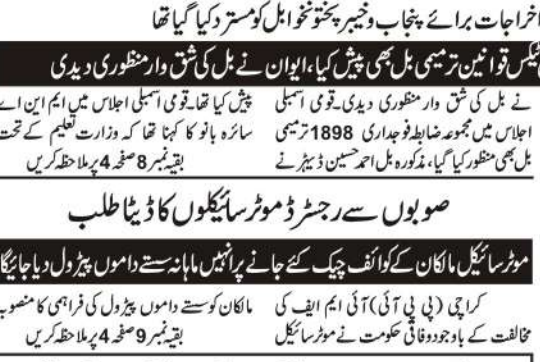 اخراجات برائے پنجاب و خیبر پختونخوا بل کو مسترد کیا گیا تھا
ٹیکس قوانین ترمیمی بل بھی پیش کیا، ایوان نے بل کی شق وار منظوری دیدی
نے بل کی شق وار منظوری دیدی۔ قومی اسمبلی
اجلاس میں مجموعہ ضابطہ فوجداری 1898 ترمیمی
بل بھی منظور کیا گیا، مذکورہ بل احمد حسین ڈیہڑ نے
پیش کیا تھا۔ قومی اسمبلی اجلاس میں ایم این اے
سائرہ بانو کا کہنا تھا کہ وزارت تعلیم کے تحت
بقیہ نمبر 8 صفحہ 4 پر ملاحظہ کریں
صوبوں سے رجسٹرڈ موٹر سائیکلوں کا ڈیٹا طلب
موٹر سائیکل مالکان کے کوائف چیک کئے جانے پر انہیں ماہانہ سستے داموں پیٹرول دیا جائیگا
کراچی (پی پی آئی) آئی ایم ایف کی
مخالفت کے باوجود وفاقی حکومت نے موٹر سائیکل
مالکان کو سستے داموں پیٹرول کی فراہمی کا منصوبہ
بقیہ نمبر 9 صفحہ 4 پر ملاحظہ کریں